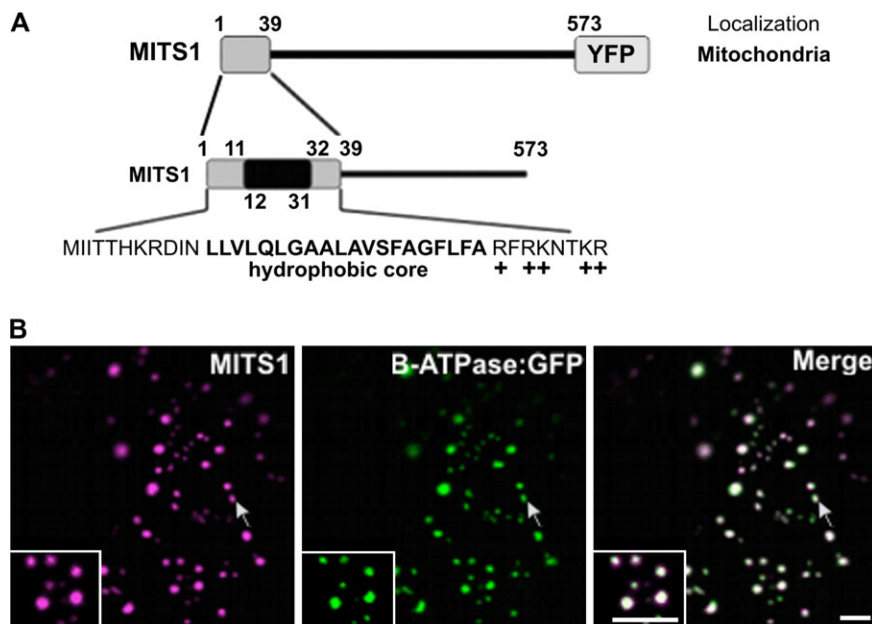 A
1 39 573 Localization
MITS1 YFP Mitochondria
1 11 32 39 573
MITS1
12 31
MIITTHKRDIN LLVLQLGAALAVSFAGFLFA RFRKNTKR
hydrophobic core + ++ ++
B
MITS1 B-ATPase:GFP Merge